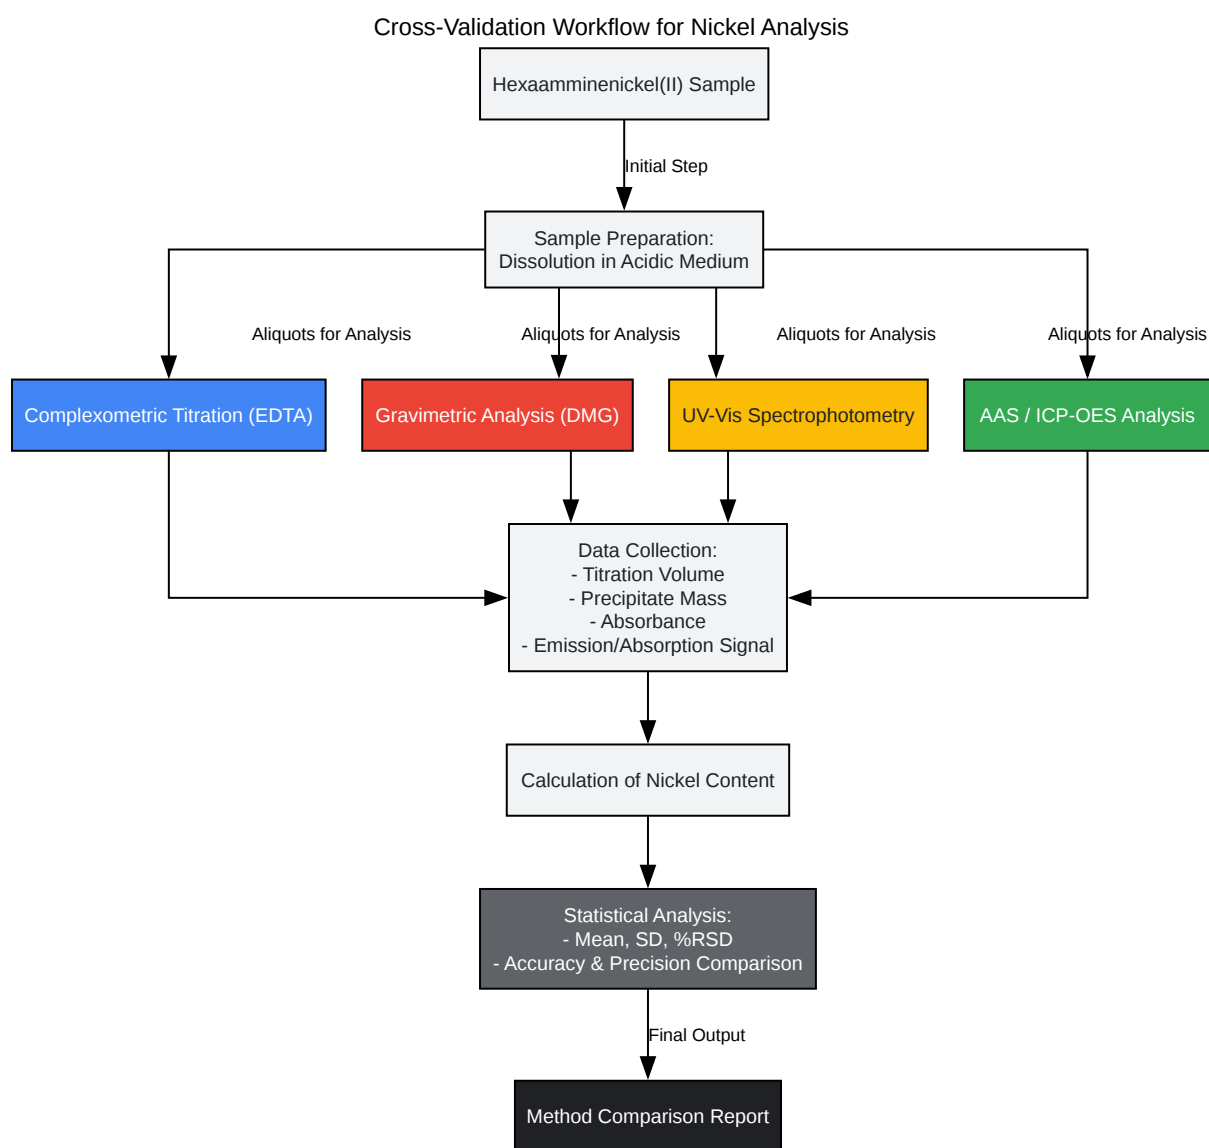 Cross-Validation Workflow for Nickel Analysis
Hexaamminenickel(II) Sample
Initial Step
Sample Preparation:
Dissolution in Acidic Medium
Aliquots for Analysis
Aliquots for Analysis
Aliquots for Analysis
Aliquots for Analysis
Complexometric Titration (EDTA)
Gravimetric Analysis (DMG)
UV-Vis Spectrophotometry
AAS / ICP-OES Analysis
Data Collection:
- Titration Volume
- Precipitate Mass
- Absorbance
- Emission/Absorption Signal
Calculation of Nickel Content
Statistical Analysis:
- Mean, SD, %RSD
- Accuracy & Precision Comparison
Final Output
Method Comparison Report